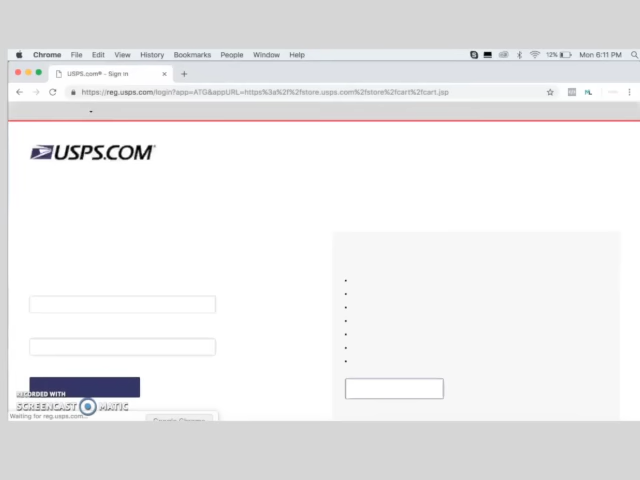 Chrome File Edit View History Bookmarks People Window Help 12% Mon 6:11 PM
USPS.com® - Sign In
https://reg.usps.com/login?app=ATG&appURL=https%3a%2f%2fstore.usps.com%2fstore%2fcart%2fcart.jsp
USPS.COM®
RECORDED WITH
SCREENCAST MATIC
Waiting for reg.usps.com...
Google Chrome